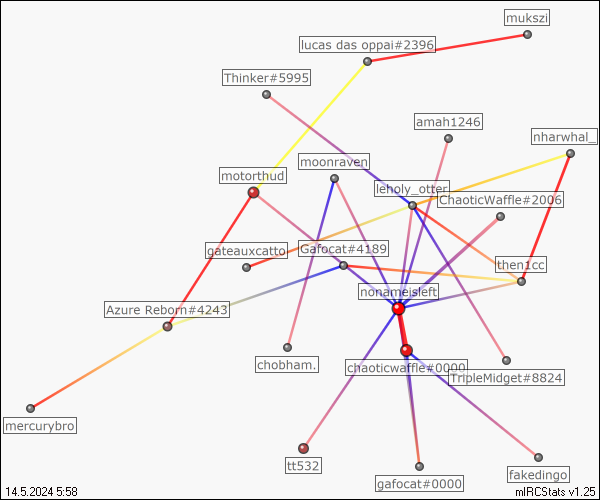 mukszi
lucas das oppai#2396
Thinker#5995
amah1246
nharwhal_
moonraven
motorthud
leholy_otter
ChaoticWaffle#2006
gateauxcatto
Gafocat#4189
then1cc
nonameisleft
Azure Reborn#4243
chobham.
chaoticwaffle#0000
TripleMidget#8824
mercurybro
tt532
fakedingo
gafocat#0000
14.5.2024 5:58
mIRCStats v1.25